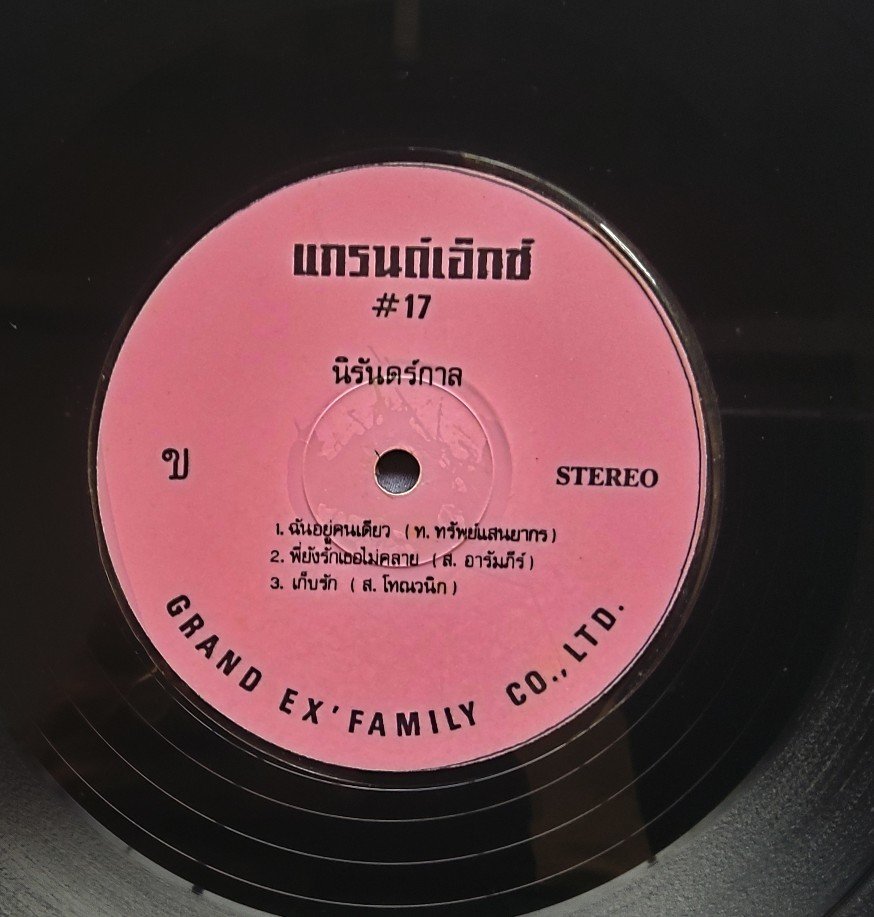 แกรนด์เอ็กซ์
#17
นิรันดร์กาล
ข
STEREO
1. ฉันอยู่คนเดียว ( ท. ทรัพย์แสนยากร )
2. พี่ยังรักเธอไม่คลาย ( ส. อารัมภีร์ )
3. เก็บรัก ( ส. โทณวนิก )
GRAND EX' FAMILY CO., LTD.